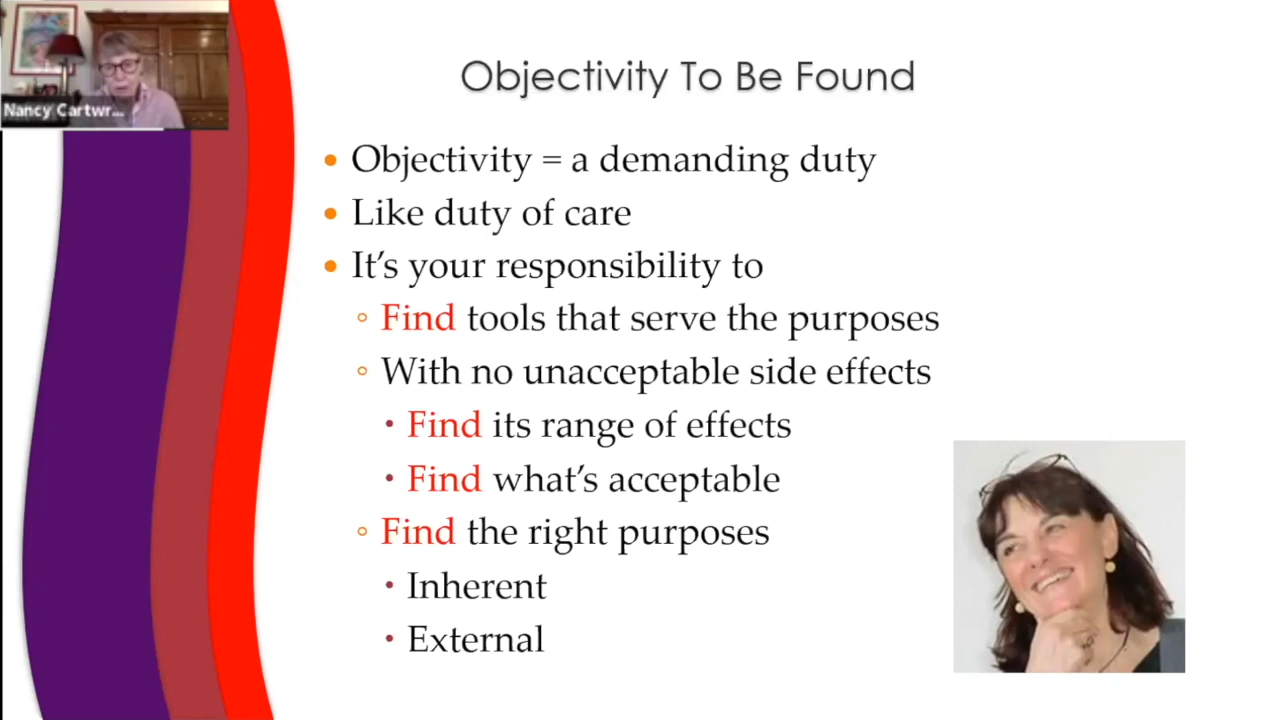 Nancy Cartwr...
Objectivity To Be Found
Objectivity = a demanding duty
Like duty of care
It's your responsibility to
Find tools that serve the purposes
With no unacceptable side effects
Find its range of effects
Find what's acceptable
Find the right purposes
Inherent
External